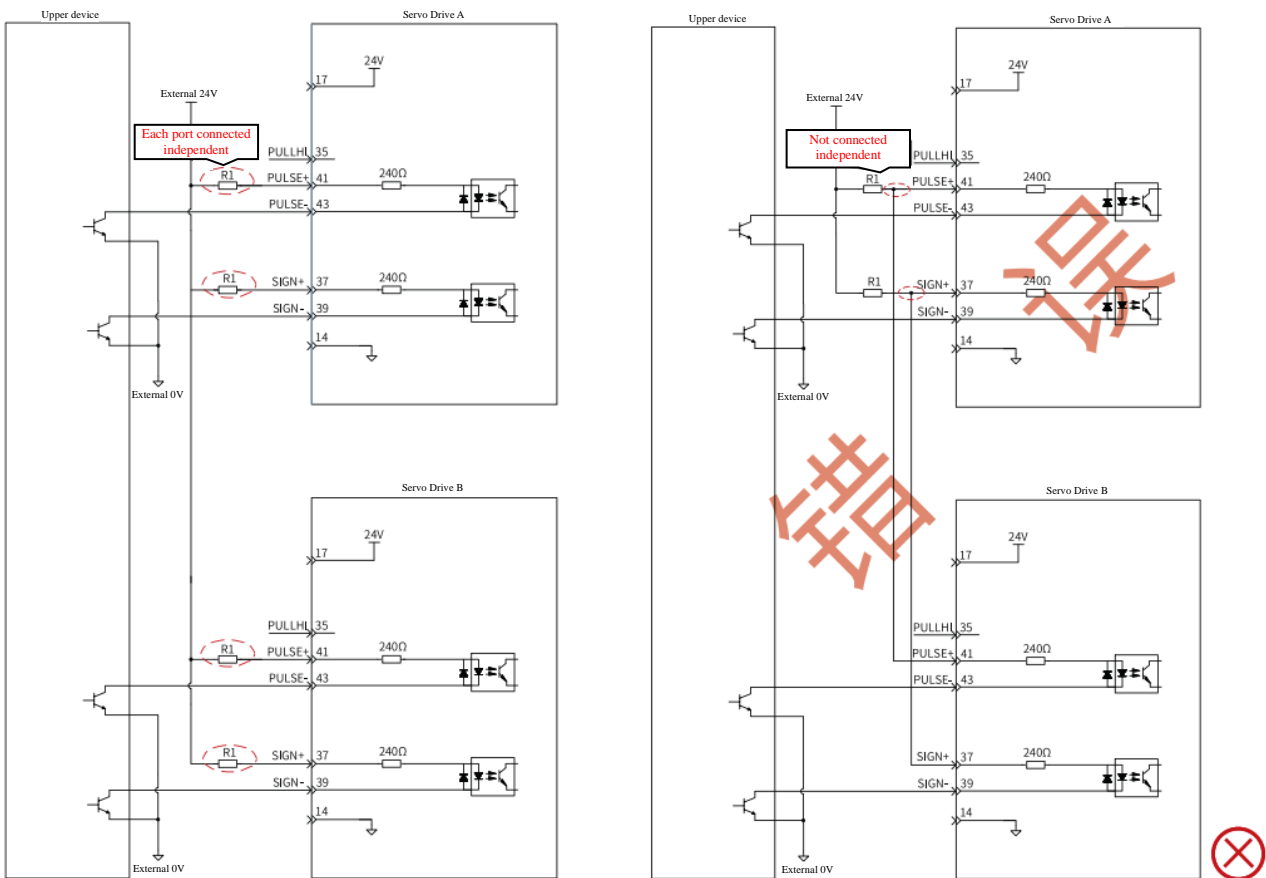 Upper device
Servo Drive A
24V
17
External 24V
Each port connected
independent
PULLHI
35
R1
PULSE+
41
240Ω
PULSE-
43
R1
SIGN+
37
240Ω
SIGN-
39
14
External 0V
Servo Drive B
24V
17
PULLHI
35
R1
PULSE+
41
240Ω
PULSE-
43
R1
SIGN+
37
240Ω
SIGN-
39
14
External 0V
Upper device
Servo Drive A
24V
17
External 24V
Not connected
independent
PULLHI
35
R1
PULSE+
41
240Ω
PULSE-
43
R1
SIGN+
37
240Ω
SIGN-
39
14
External 0V
错误
Servo Drive B
24V
17
PULLHI
35
PULSE+
41
240Ω
PULSE-
43
SIGN+
37
240Ω
SIGN-
39
14
External 0V